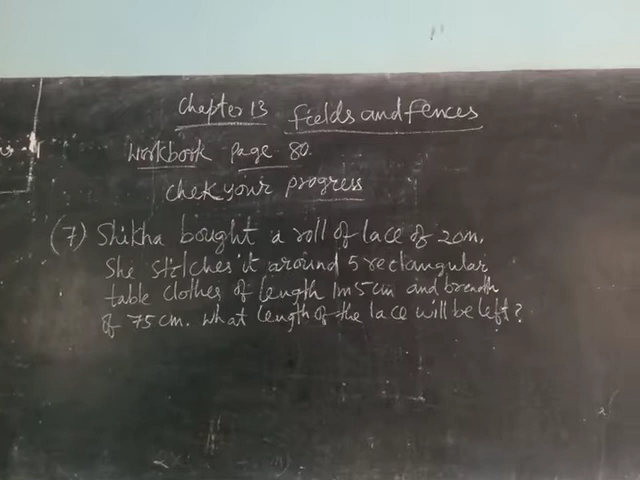 Chapter 13 Fields and Fences
Workbook page 80.
Chek your progress
(7) Shikha bought a roll of lace of 20m.
She stitches it around 5 rectangular
table clothes of length 1m 5cm and breadth
of 75 cm. What length of the lace will be left?